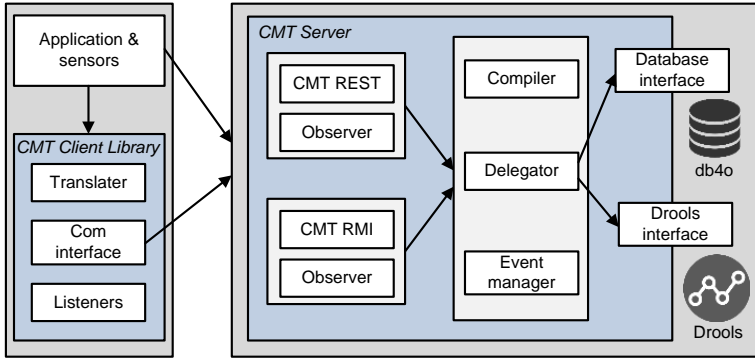 Application &
sensors
CMT Client Library
Translater
Com
interface
Listeners
CMT Server
CMT REST
Observer
CMT RMI
Observer
Compiler
Delegator
Event
manager
Database
interface
db4o
Drools
interface
Drools